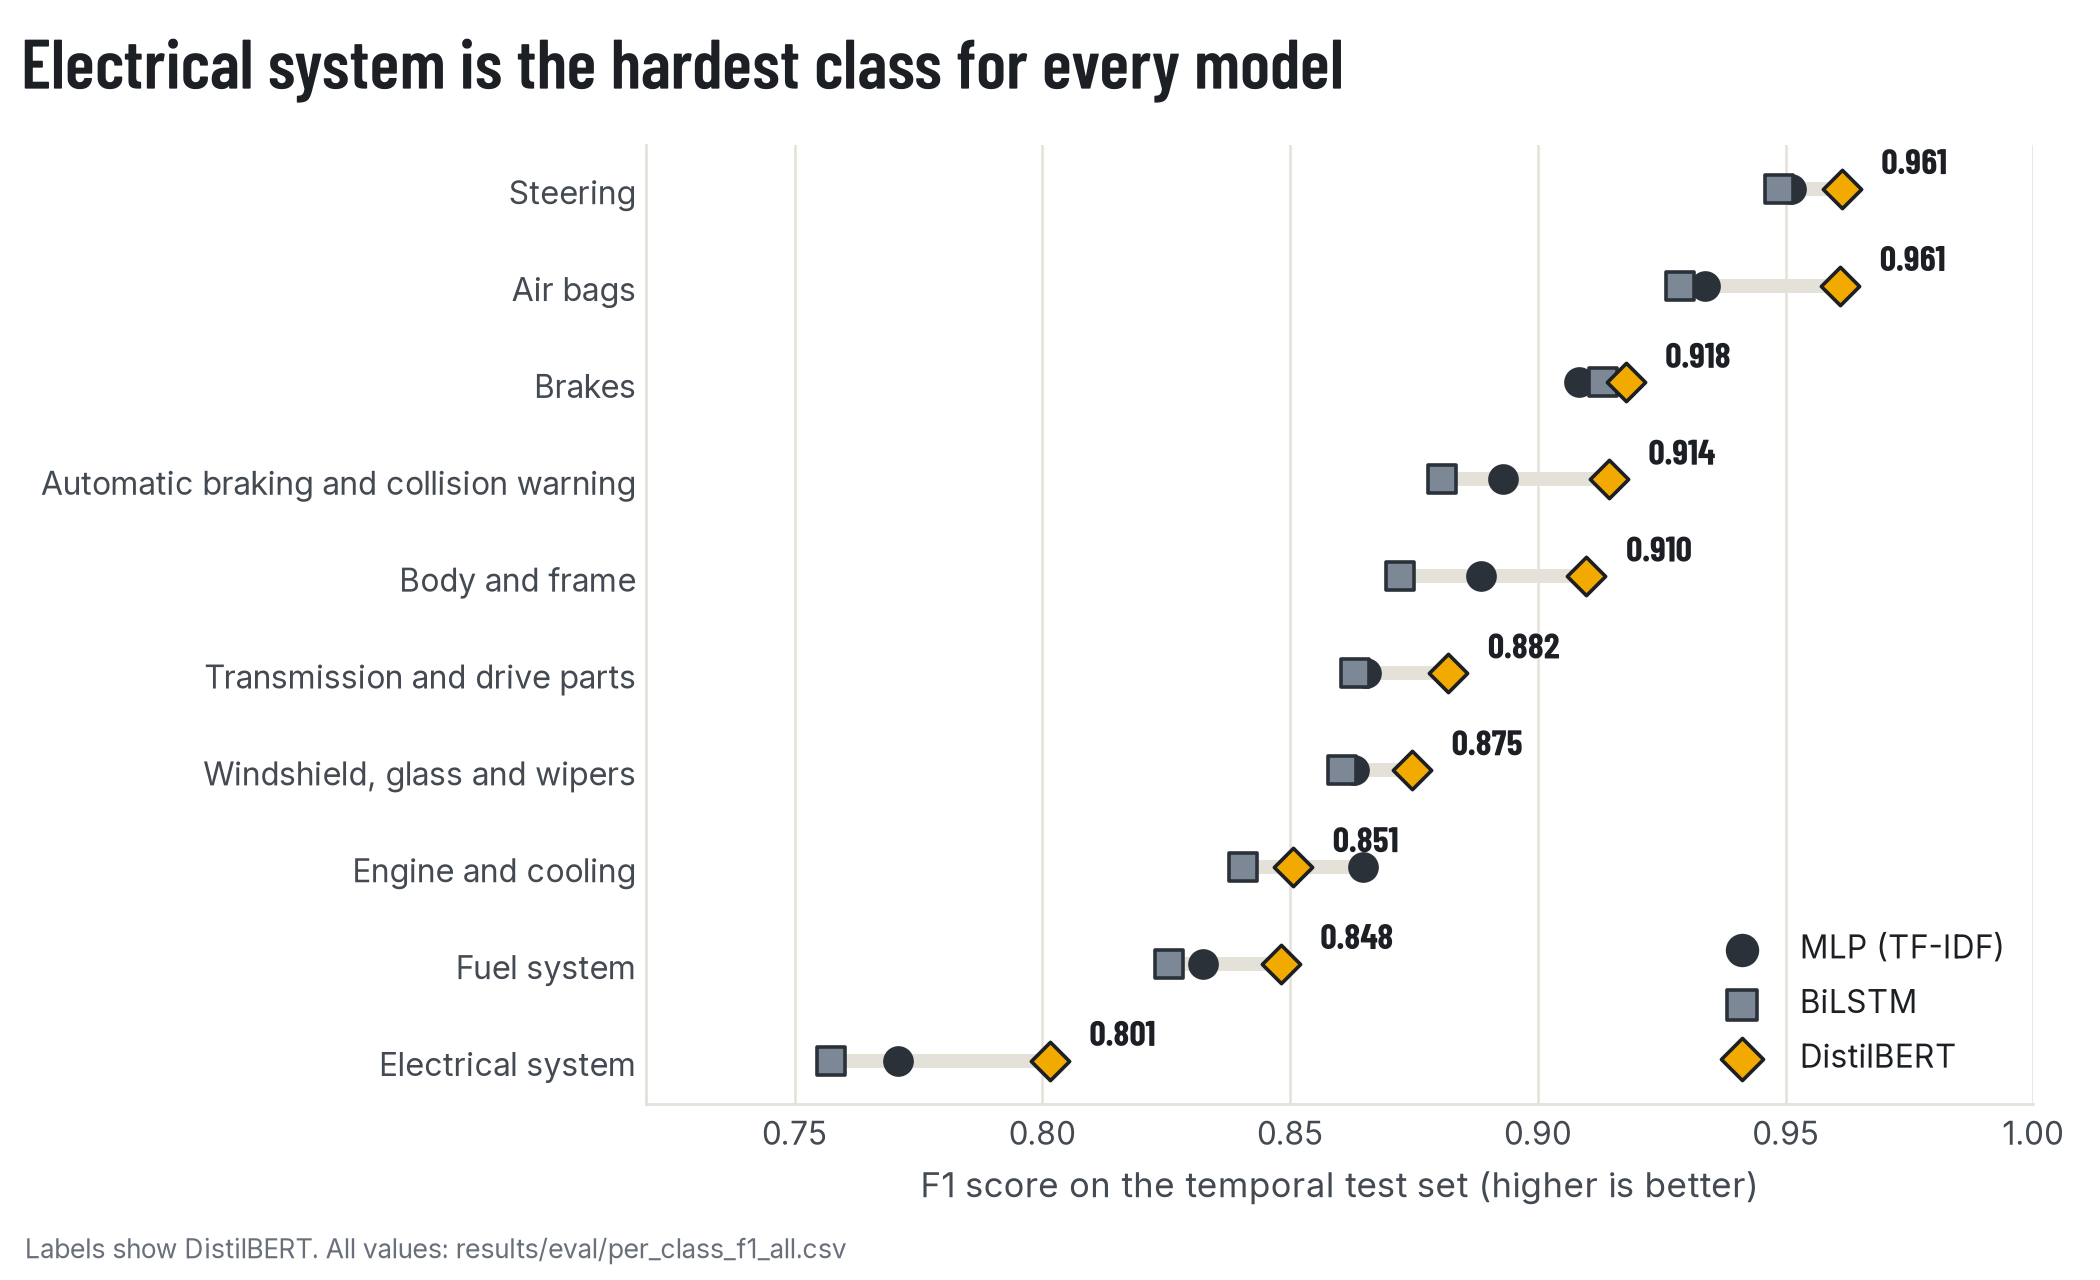 Electrical system is the hardest class for every model
Steering
0.961
Air bags
0.961
Brakes
0.918
Automatic braking and collision warning
0.914
Body and frame
0.910
Transmission and drive parts
0.882
Windshield, glass and wipers
0.875
Engine and cooling
0.851
Fuel system
0.848
Electrical system
0.801
MLP (TF-IDF)
BiLSTM
DistilBERT
0.75 0.80 0.85 0.90 0.95 1.00
F1 score on the temporal test set (higher is better)
Labels show DistilBERT. All values: results/eval/per_class_f1_all.csv